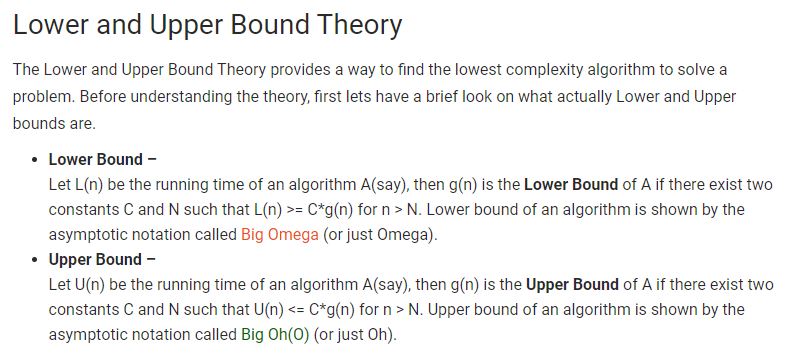 Lower and Upper Bound Theory
The Lower and Upper Bound Theory provides a way to find the lowest complexity algorithm to solve a
problem. Before understanding the theory, first lets have a brief look on what actually Lower and Upper
bounds are.
• Lower Bound –
Let L(n) be the running time of an algorithm A(say), then g(n) is the Lower Bound of A if there exist two
constants C and N such that L(n) >= C*g(n) for n > N. Lower bound of an algorithm is shown by the
asymptotic notation called Big Omega (or just Omega).
• Upper Bound –
Let U(n) be the running time of an algorithm A(say), then g(n) is the Upper Bound of A if there exist two
constants C and N such that U(n) <= C*g(n) for n > N. Upper bound of an algorithm is shown by the
asymptotic notation called Big Oh(O) (or just Oh).